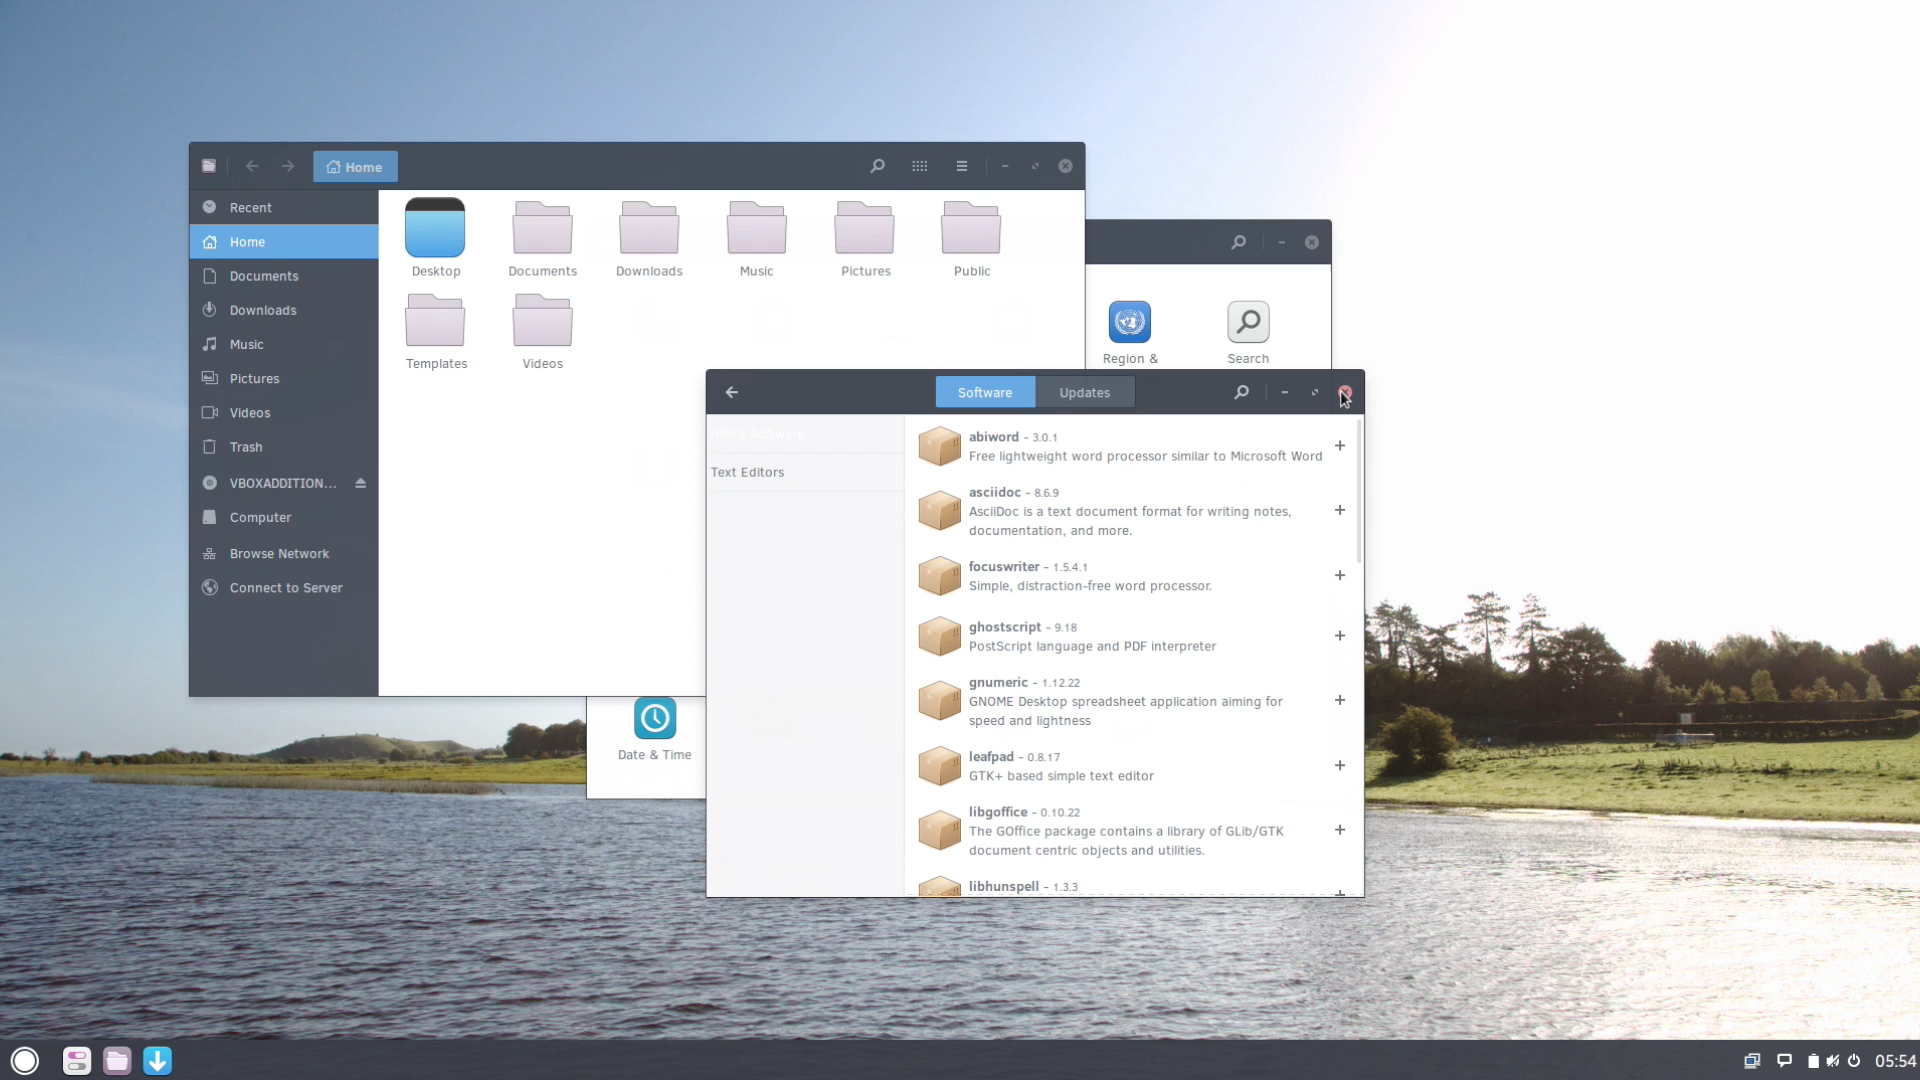 Home
Recent
Home
Documents
Downloads
Music
Pictures
Videos
Trash
VBOXADDITION...
Computer
Browse Network
Connect to Server
Desktop
Documents
Downloads
Music
Pictures
Public
Templates
Videos
Region &
Search
Date & Time
Software
Updates
Office Software
Text Editors
abiword - 3.0.1
Free lightweight word processor similar to Microsoft Word
asciidoc - 8.6.9
AsciiDoc is a text document format for writing notes,
documentation, and more.
focuswriter - 1.5.4.1
Simple, distraction-free word processor.
ghostscript - 9.18
PostScript language and PDF interpreter
gnumeric - 1.12.22
GNOME Desktop spreadsheet application aiming for
speed and lightness
leafpad - 0.8.17
GTK+ based simple text editor
libgoffice - 0.10.22
The GOffice package contains a library of GLib/GTK
document centric objects and utilities.
libhunspell - 1.3.3
05:54